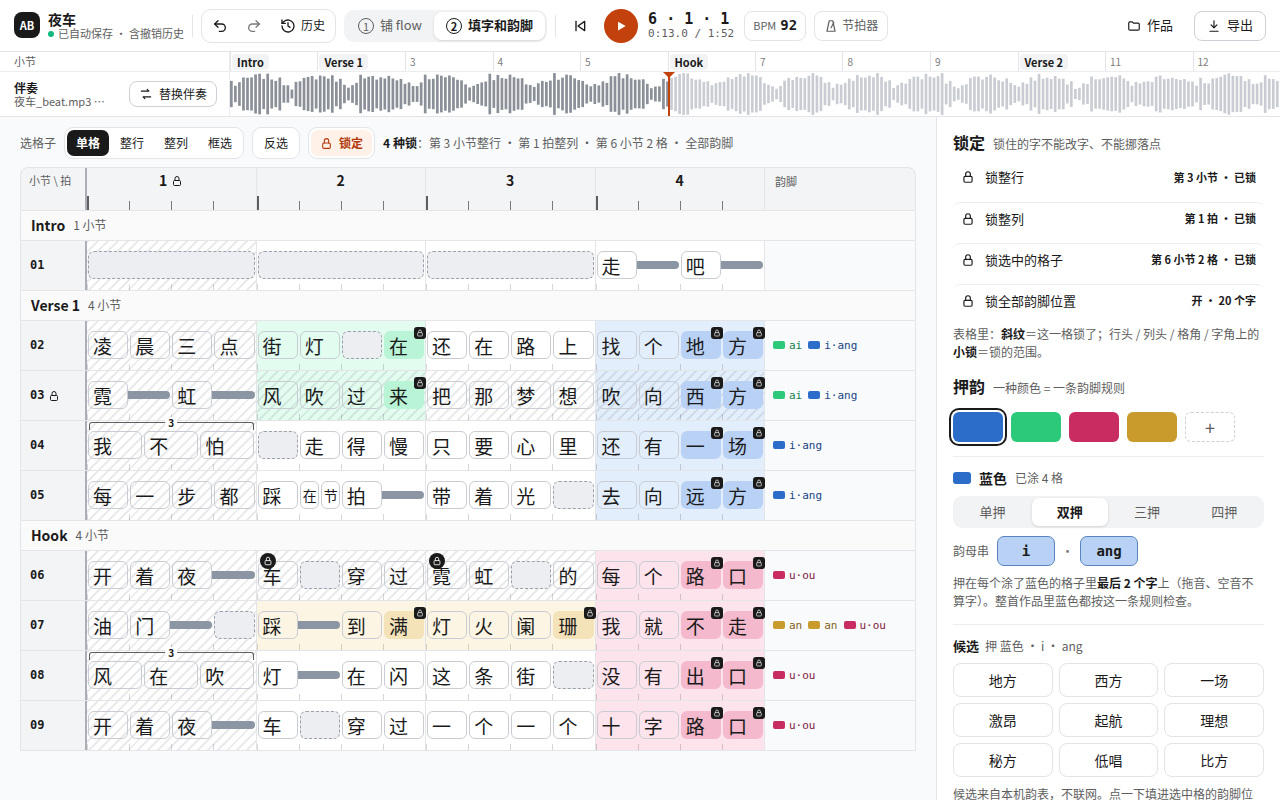 AB 夜车 历史 ① 铺 flow ② 填字和韵脚 6 · 1 · 1 BPM 92 节拍器 作品 导出
已自动保存 · 含撤销历史 0:13.0 / 1:52
小节 Intro Verse 1 3 4 5 Hook 7 8 9 Verse 2 11 12
伴奏 替换伴奏
夜车_beat.mp3 ···
选格子 单格 整行 整列 框选 反选 锁定 4 种锁：第 3 小节整行 · 第 1 拍整列 · 第 6 小节 2 格 · 全部韵脚
小节 \ 拍 1 2 3 4 韵脚
Intro 1 小节
01 走 吧
Verse 1 4 小节
02 凌 晨 三 点 街 灯 在 还 在 路 上 找 个 地 方 ai i·ang
03 霓 虹 风 吹 过 来 把 那 梦 想 吹 向 西 方 ai i·ang
3
04 我 不 怕 走 得 慢 只 要 心 里 还 有 一 场 i·ang
05 每 一 步 都 踩 在 节 拍 带 着 光 去 向 远 方 i·ang
Hook 4 小节
06 开 着 夜 车 穿 过 霓 虹 的 每 个 路 口 u·ou
07 油 门 踩 到 满 灯 火 阑 珊 我 就 不 走 an an u·ou
3
08 风 在 吹 灯 在 闪 这 条 街 没 有 出 口 u·ou
09 开 着 夜 车 穿 过 一 个 一 个 十 字 路 口 u·ou
锁定 锁住的字不能改字、不能挪落点
锁整行 第 3 小节 · 已锁
锁整列 第 1 拍 · 已锁
锁选中的格子 第 6 小节 2 格 · 已锁
锁全部韵脚位置 开 · 20 个字
表格里：斜纹＝这一格锁了；行头 / 列头 / 格角 / 字角上的
小锁＝锁的范围。
押韵 一种颜色 = 一条韵脚规则
+
蓝色 已涂 4 格
单押 双押 三押 四押
韵母串 i · ang
押在每个涂了蓝色的格子里最后 2 个字上（拖音、空音不
算字）。整首作品里蓝色都按这一条规则检查。
候选 押 蓝色 · i · ang
地方 西方 一场
激昂 起航 理想
秘方 低唱 比方
候选来自本机韵表，不联网。点一下填进选中格的韵脚位